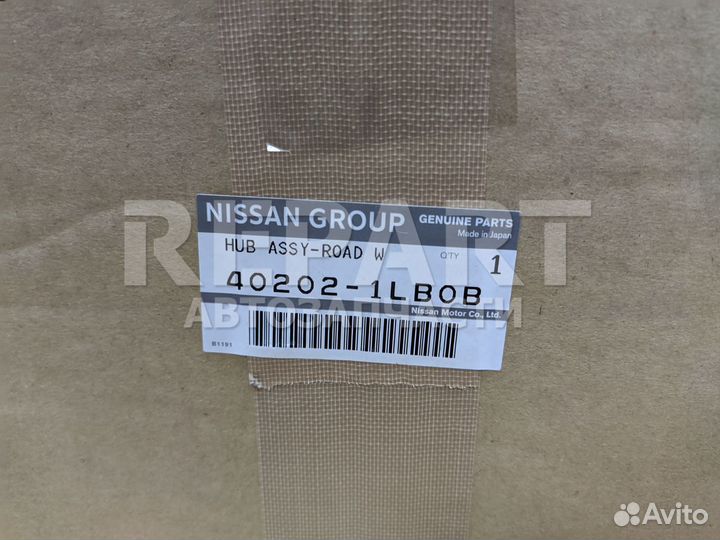 NISSAN GROUP GENUINE PARTS
Made in Japan
HUB ASSY-ROAD W Q'TY 1
40202-1LB0B
Nissan Motor Co., Ltd.
B1191
REPART
АВТОЗАПЧАСТИ
Avito